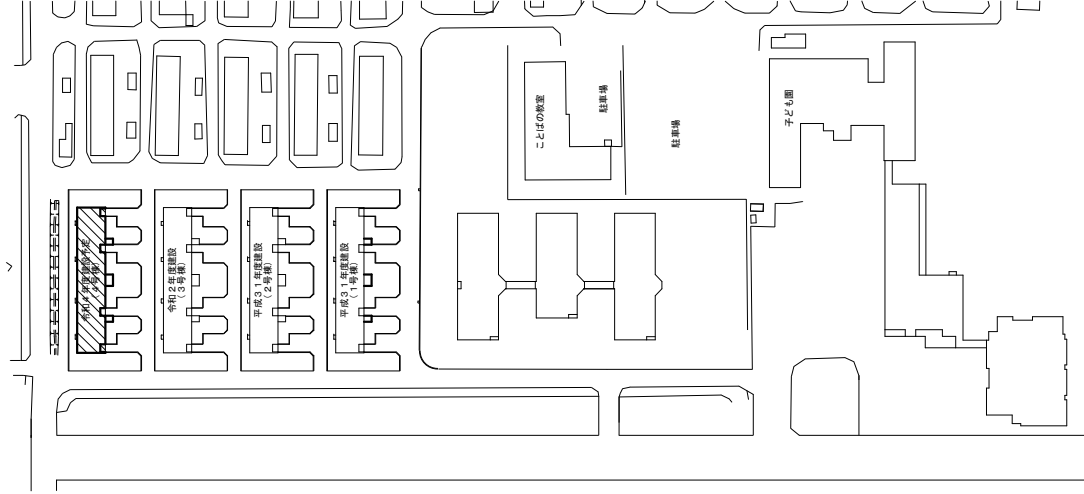 令和４年度建設予定
（４号棟）
令和２年度建設
（３号棟）
平成３１年度建設
（２号棟）
平成３１年度建設
（１号棟）
ことばの教室
駐車場
駐車場
子ども園